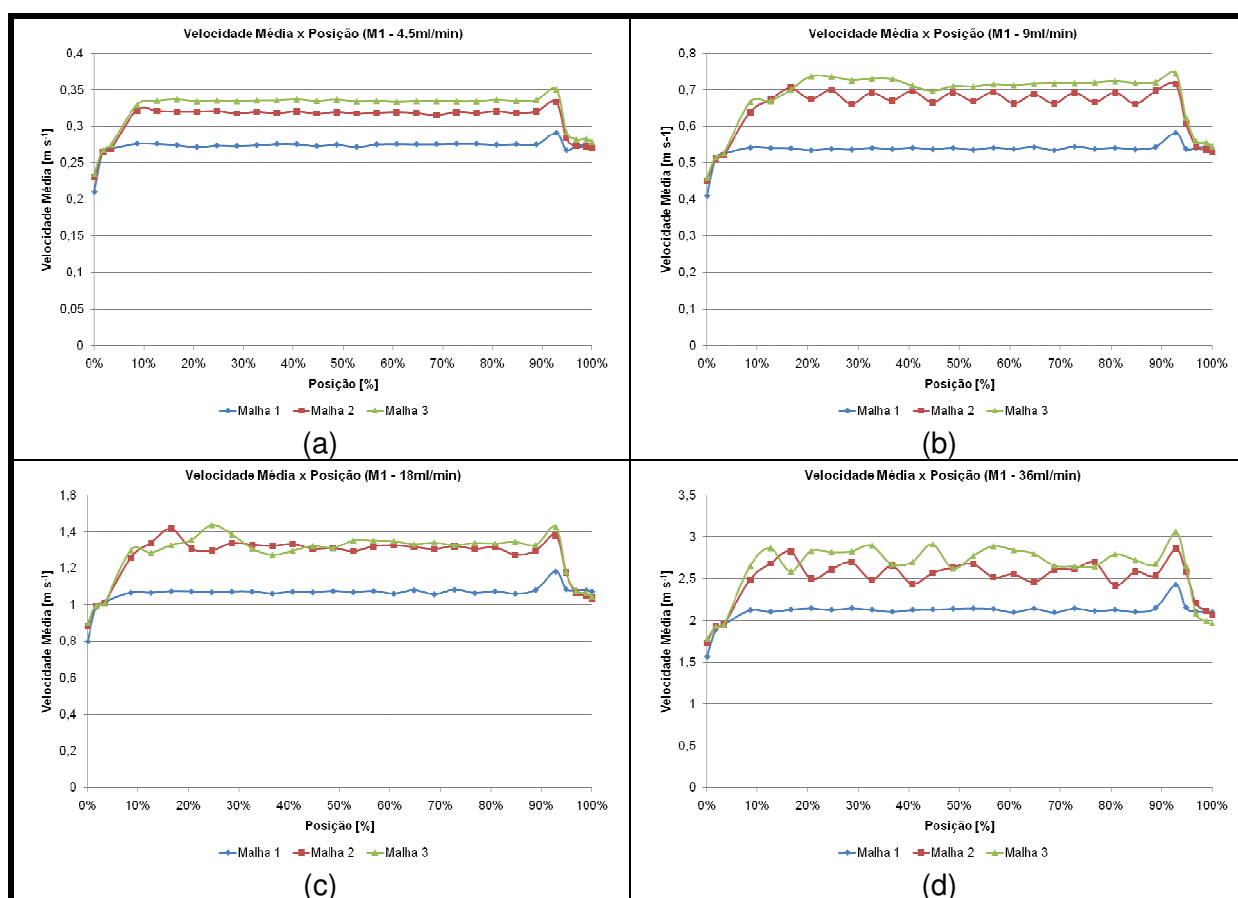 Velocidade Média x Posição (M1 - 4,5ml/min)
0,4
0,35
0,3
0,25
0,2
0,15
0,1
0,05
0
Velocidade Média [m s⁻¹]
0% 10% 20% 30% 40% 50% 60% 70% 80% 90% 100%
Posição [%]
Malha 1 Malha 2 Malha 3
(a)
Velocidade Média x Posição (M1 - 9ml/min)
0,8
0,7
0,6
0,5
0,4
0,3
0,2
0,1
0
Velocidade Média [m s-1]
0% 10% 20% 30% 40% 50% 60% 70% 80% 90% 100%
Posição [%]
Malha 1 Malha 2 Malha 3
(b)
Velocidade Média x Posição (M1 - 18ml/min)
1,6
1,4
1,2
1
0,8
0,6
0,4
0,2
0
Velocidade Média [m s⁻¹]
0% 10% 20% 30% 40% 50% 60% 70% 80% 90% 100%
Posição [%]
Malha 1 Malha 2 Malha 3
(c)
Velocidade Média x Posição (M1 - 36ml/min)
3,5
3
2,5
2
1,5
1
0,5
0
Velocidade Média [m s⁻¹]
0% 10% 20% 30% 40% 50% 60% 70% 80% 90% 100%
Posição [%]
Malha 1 Malha 2 Malha 3
(d)